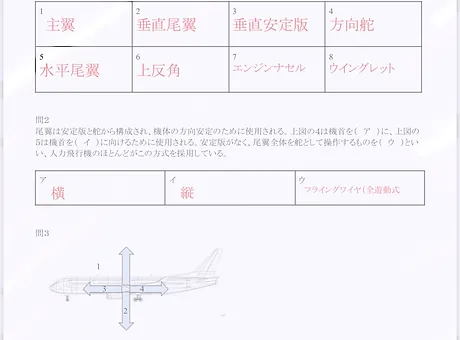 1 2 3 4
主翼 垂直尾翼 垂直安定版 方向舵
5 6 7 8
水平尾翼 上反角 エンジンナセル ウイングレット
問2
尾翼は安定版と舵から構成され、機体の方向安定のために使用される。上図の4は機首を( ア )に、上図の
5は機首を( イ )に向けるために使用される。安定版がなく、尾翼全体を舵として操作するものを( ウ )とい
い、人力飛行機のほとんどがこの方式を採用している。
ア イ ウ
横 縦 フライングワイヤ(全遊動式
問3
1
3 4
2